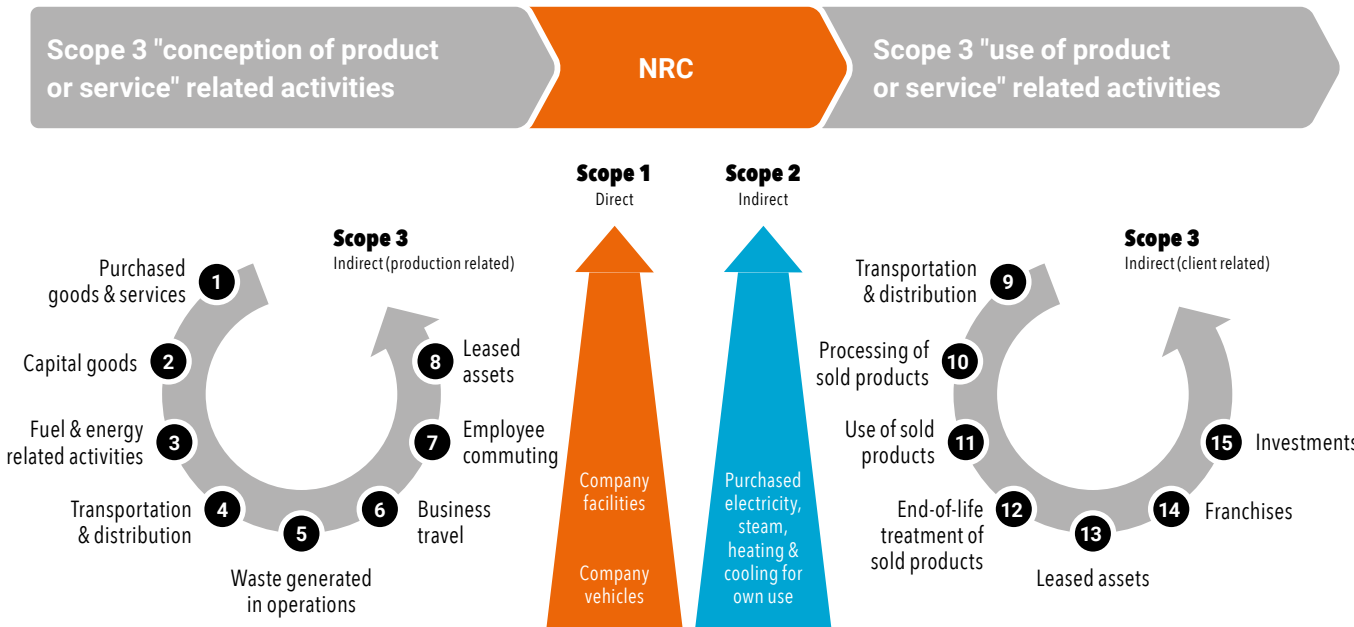 Scope 3 "conception of product
or service" related activities
NRC
Scope 3 "use of product
or service" related activities
Scope 3
Indirect (production related)
1
Purchased
goods & services
2
Capital goods
3
Fuel & energy
related activities
4
Transportation
& distribution
5
Waste generated
in operations
6
Business
travel
7
Employee
commuting
8
Leased
assets
Scope 1
Direct
Company
facilities
Company
vehicles
Scope 2
Indirect
Purchased
electricity,
steam,
heating &
cooling for
own use
Scope 3
Indirect (client related)
9
Transportation
& distribution
10
Processing of
sold products
11
Use of sold
products
12
End-of-life
treatment of
sold products
13
Leased assets
14
Franchises
15
Investments